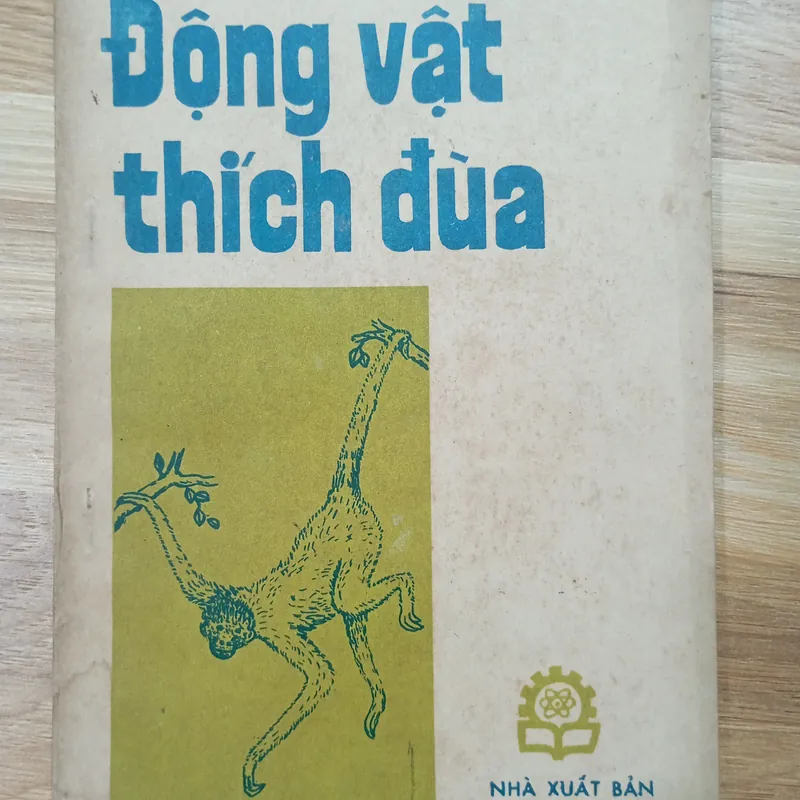 Động vật
thích đùa
NHÀ XUẤT BẢN